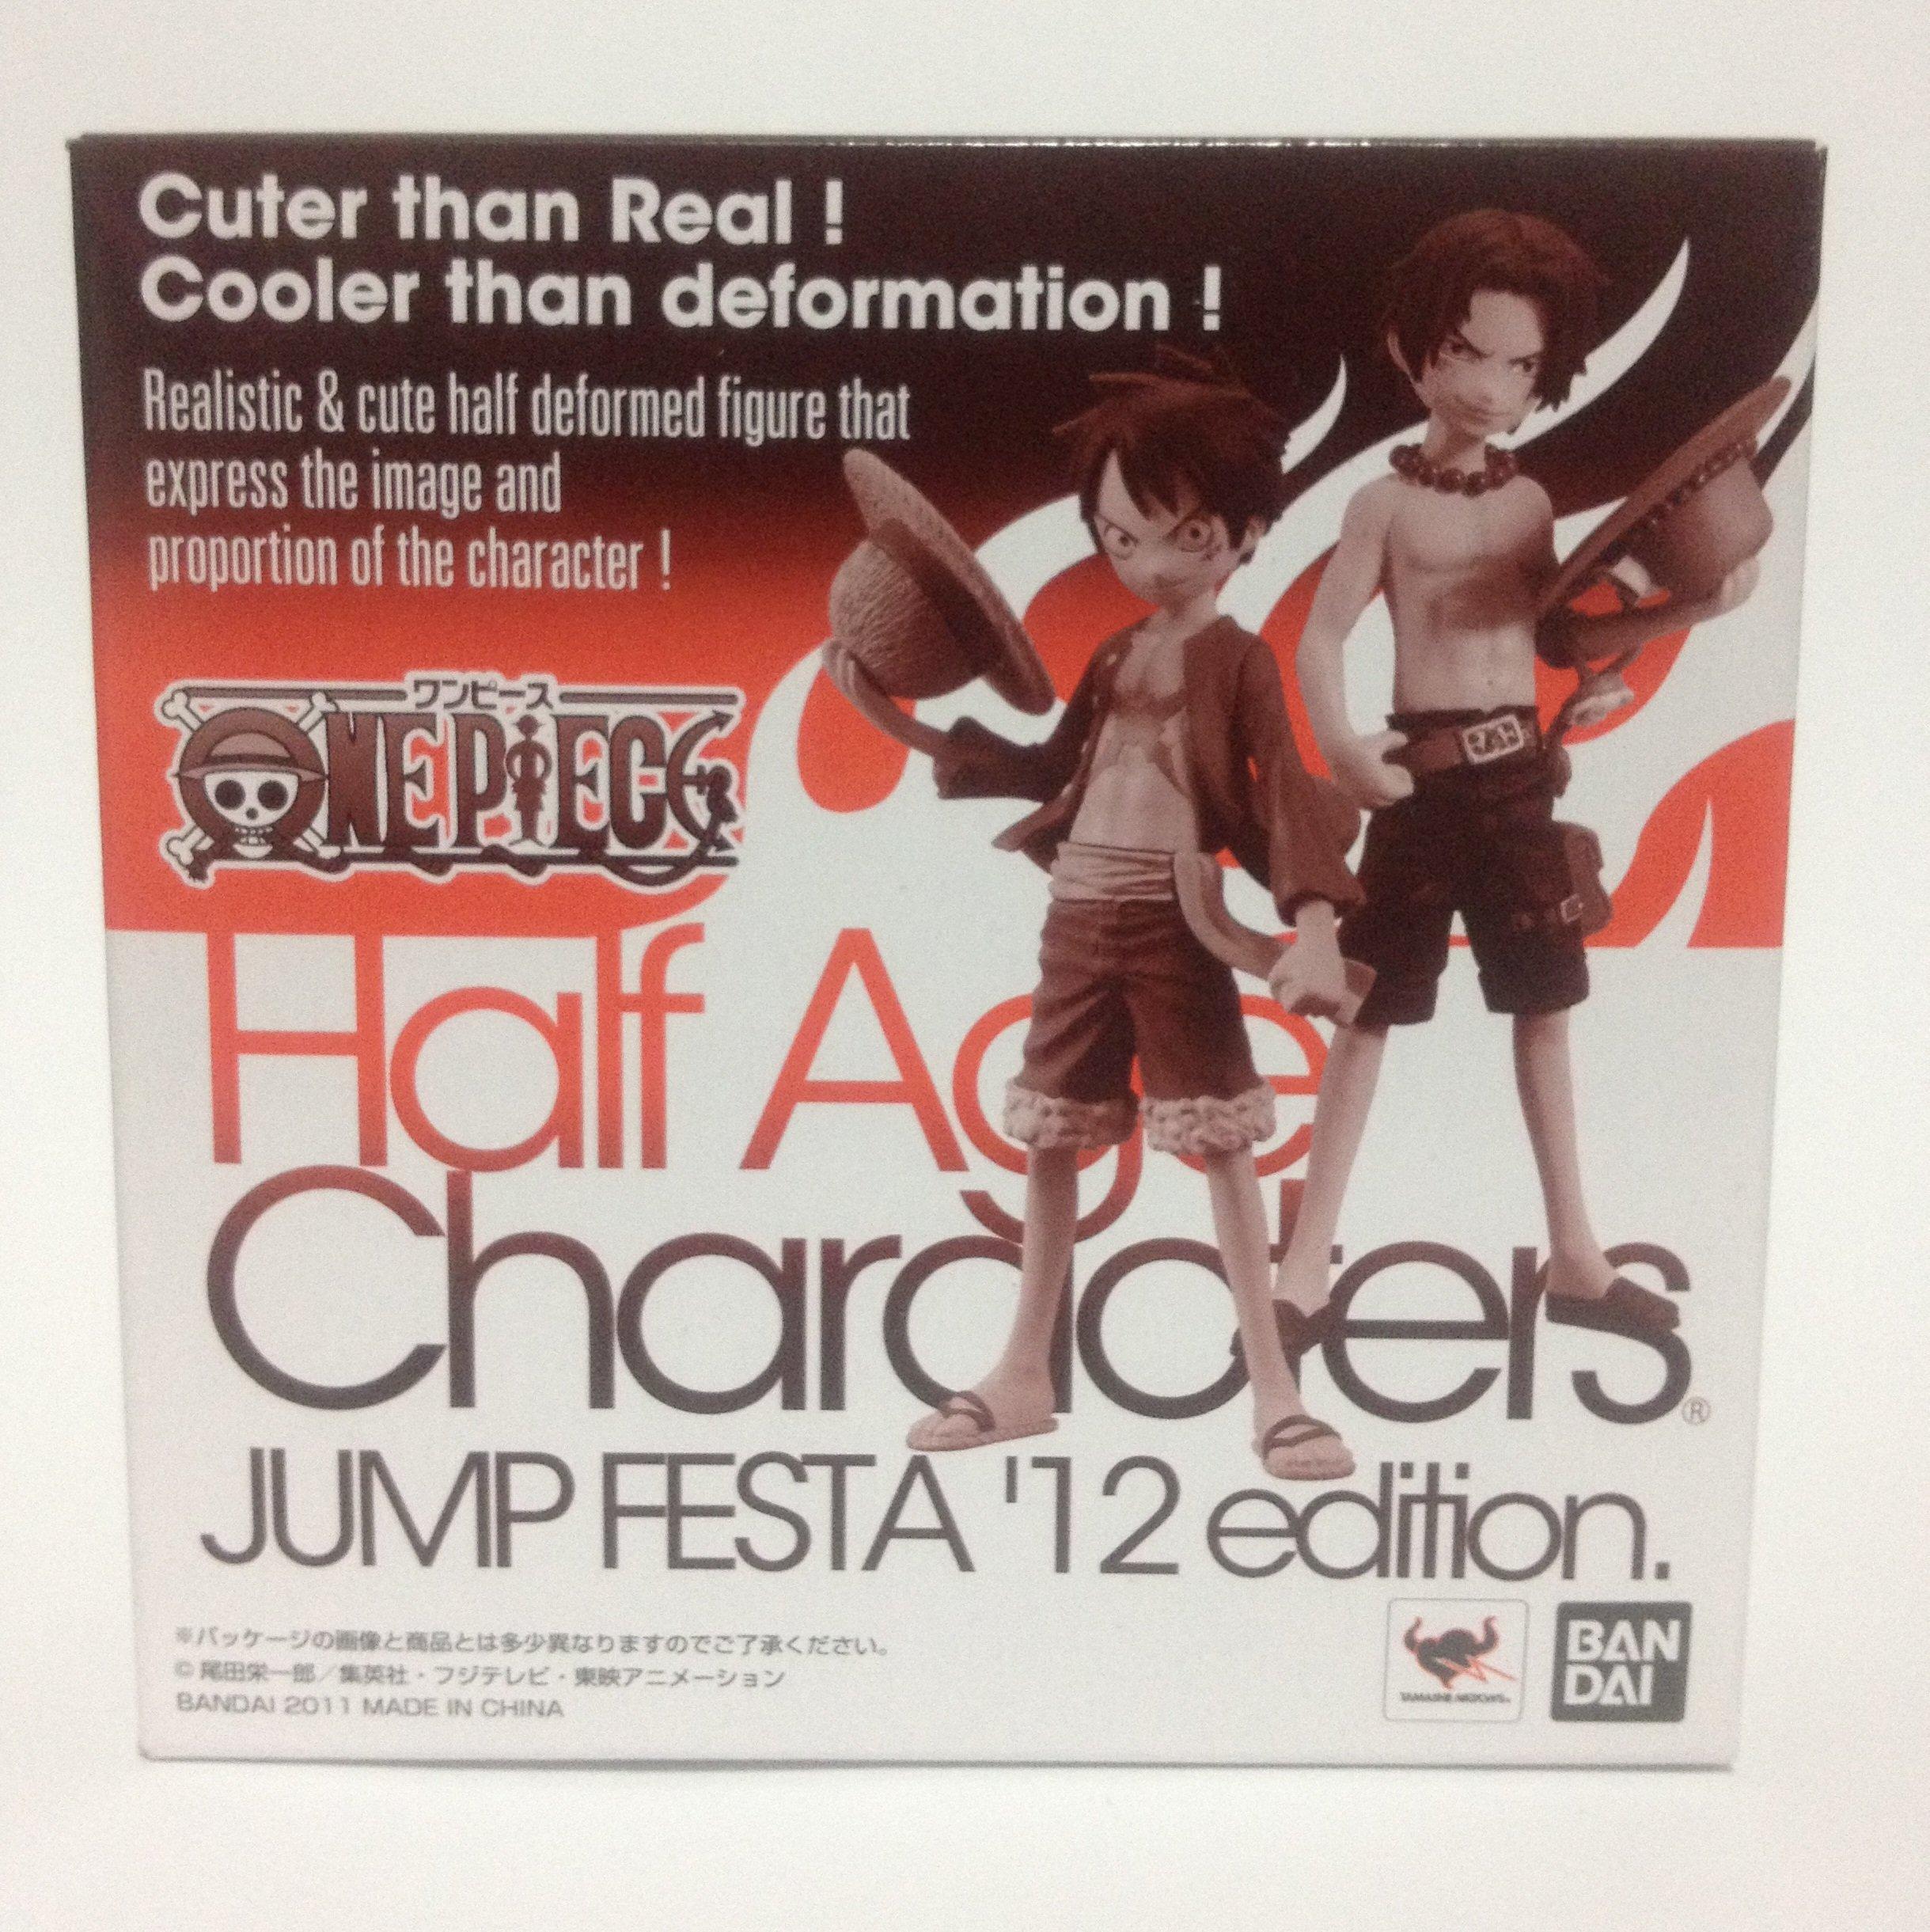 Cuter than Real !
Cooler than deformation !
Realistic & cute half deformed figure that
express the image and
proportion of the character !
ワンピース
ONE PIECE
Half Age
Characters®
JUMP FESTA '12 edition.
※パッケージの画像と商品とは多少異なりますのでご了承ください。
© 尾田栄一郎／集英社・フジテレビ・東映アニメーション
BANDAI 2011 MADE IN CHINA
TAMASHII NATIONS
BAN
DAI